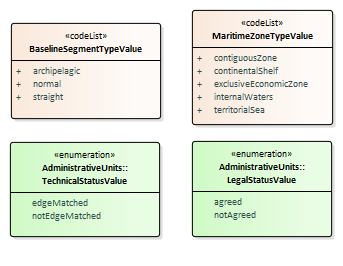 «codeList»
BaselineSegmentTypeValue
+ archipelagic
+ normal
+ straight
«codeList»
MaritimeZoneTypeValue
+ contiguousZone
+ continentalShelf
+ exclusiveEconomicZone
+ internalWaters
+ territorialSea
«enumeration»
AdministrativeUnits::
TechnicalStatusValue
edgeMatched
notEdgeMatched
«enumeration»
AdministrativeUnits::
LegalStatusValue
agreed
notAgreed